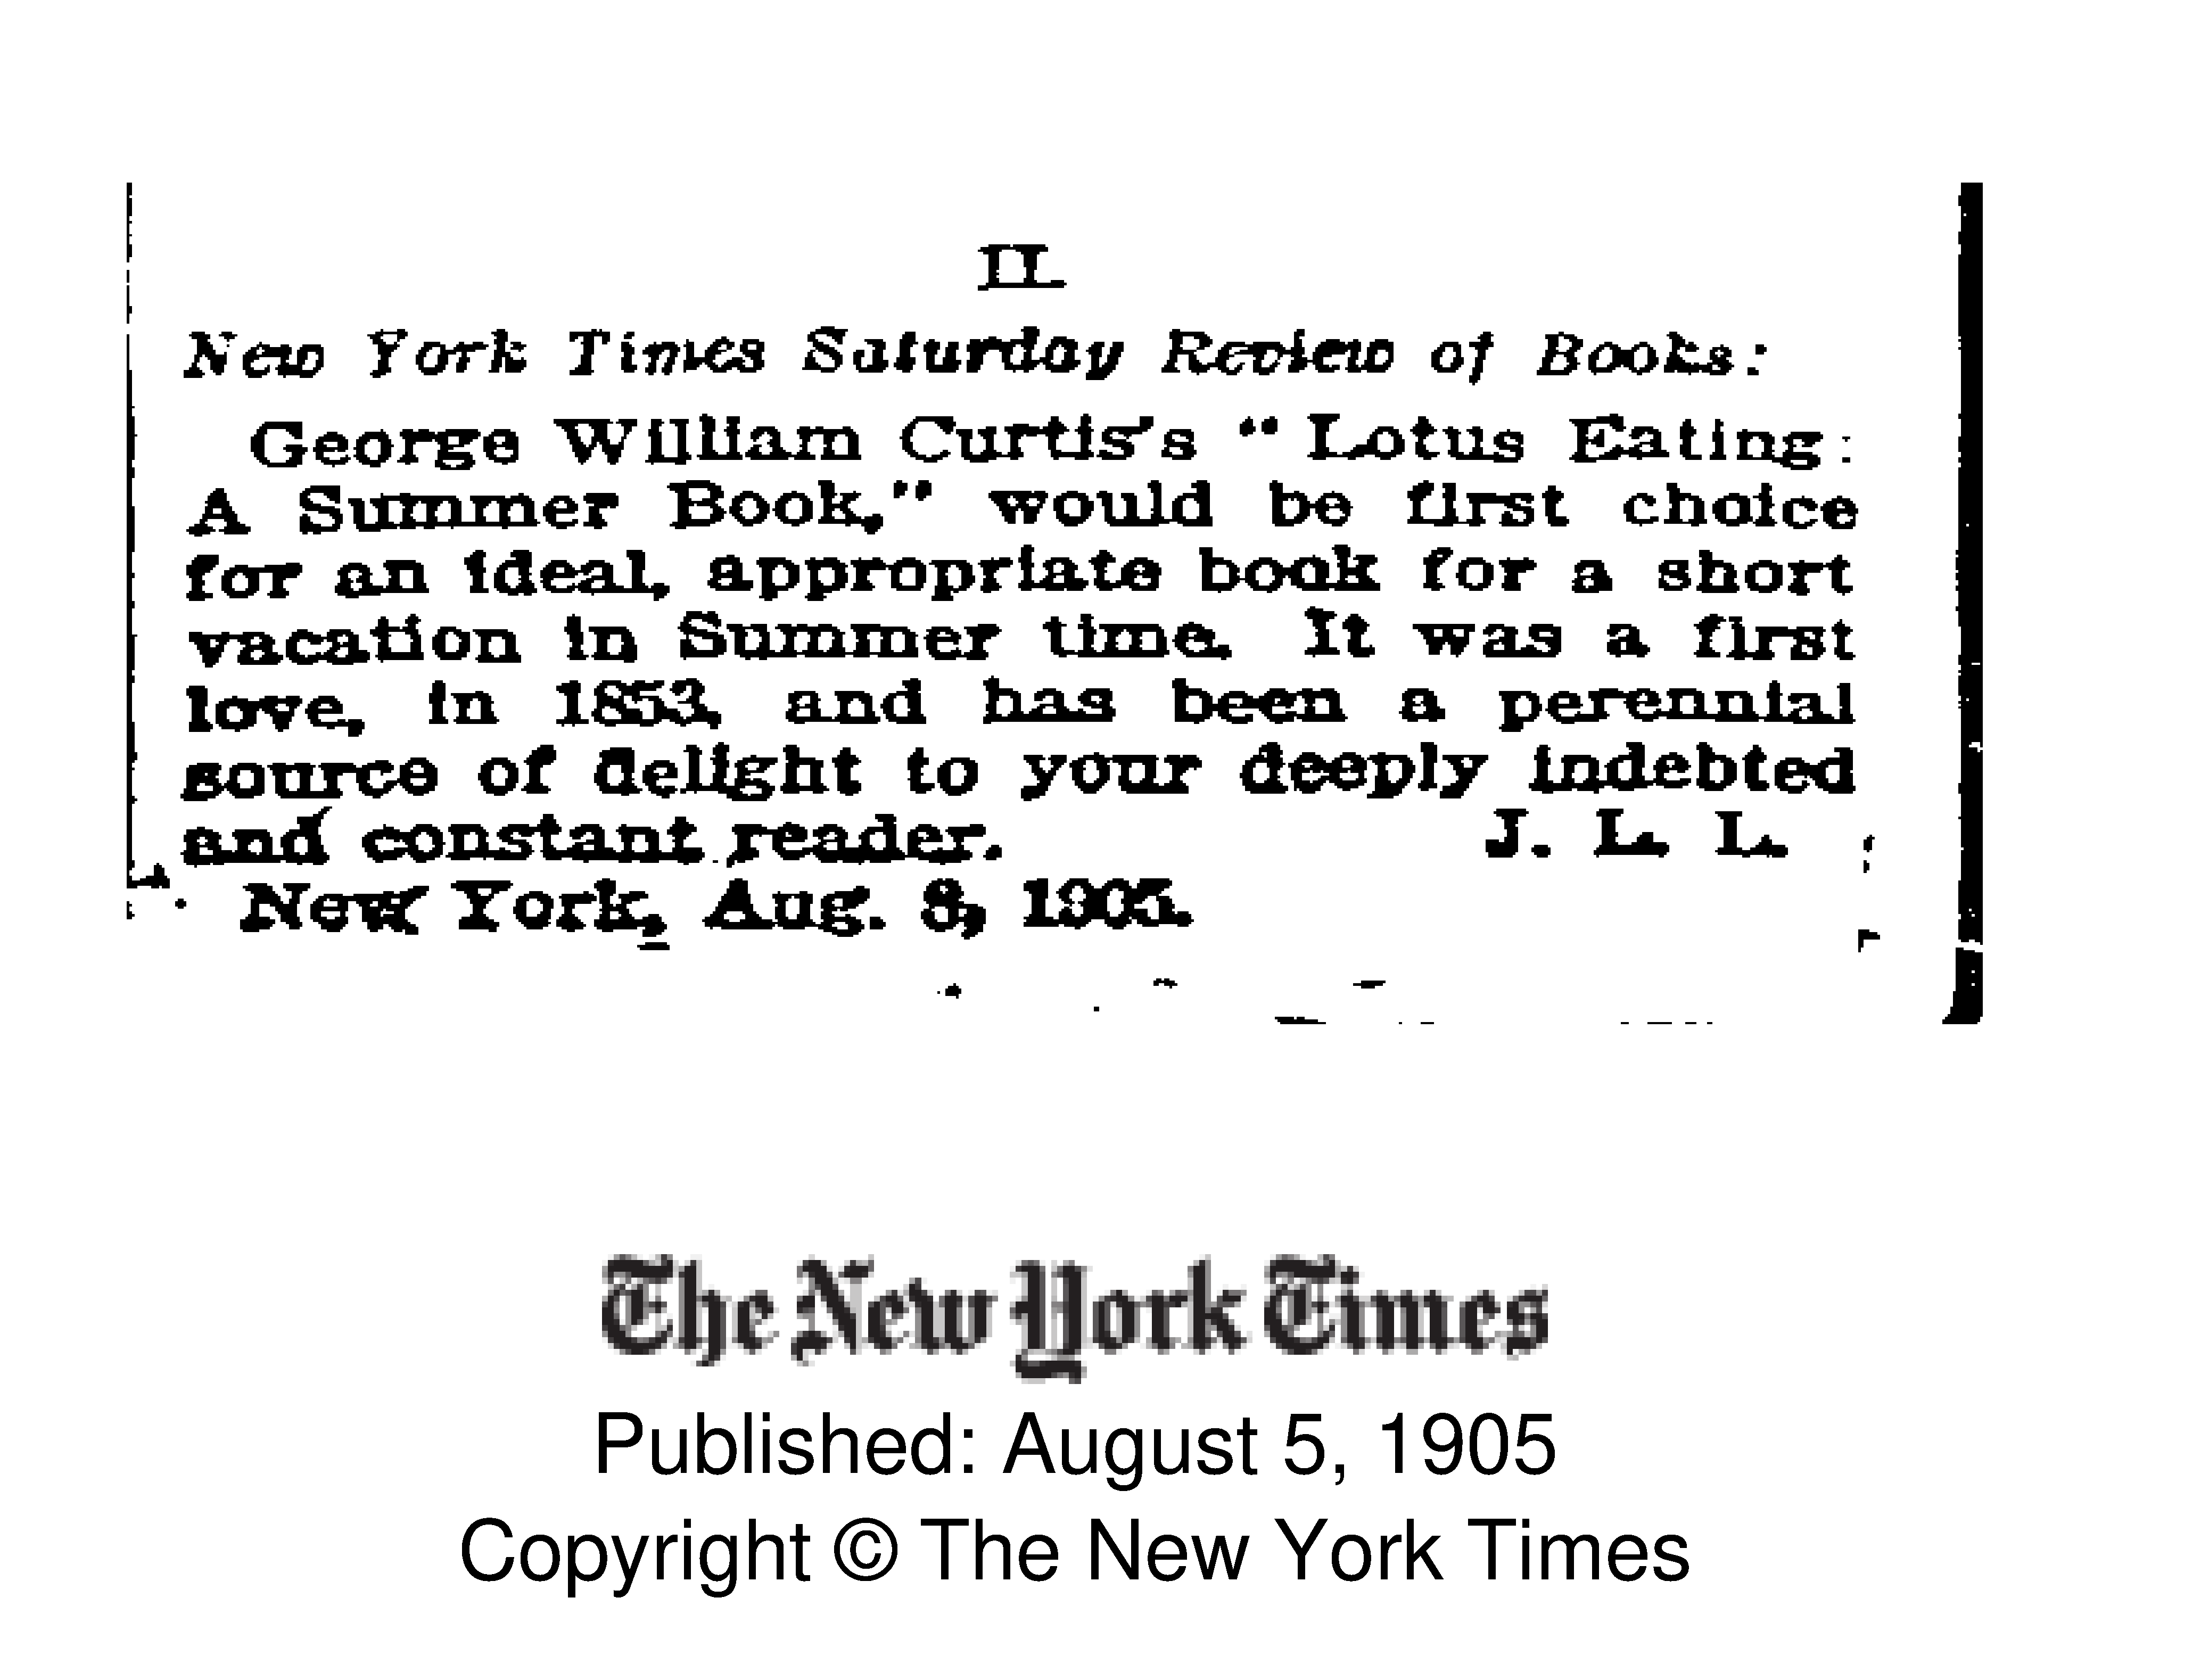 II.
New York Times Saturday Review of Books:
George William Curtis's " Lotus Eating:
A Summer Book," would be first choice
for an ideal, appropriate book for a short
vacation in Summer time. It was a first
love, in 1853, and has been a perennial
source of delight to your deeply indebted
and constant reader. J. L. L.
New York, Aug. 3, 1905.
The New York Times
Published: August 5, 1905
Copyright © The New York Times